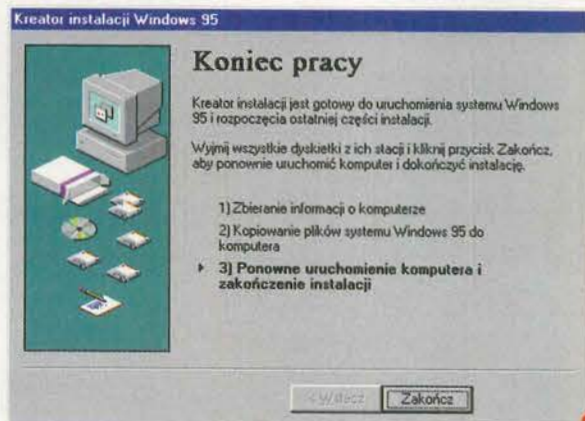 Kreator instalacji Windows 95
Koniec pracy
Kreator instalacji jest gotowy do uruchomienia systemu Windows
95 i rozpoczęcia ostatniej części instalacji.
Wyjmij wszystkie dyskietki z ich stacji i kliknij przycisk Zakończ,
aby ponownie uruchomić komputer i dokończyć instalację.
1) Zbieranie informacji o komputerze
2) Kopiowanie plików systemu Windows 95 do
komputera
3) Ponowne uruchomienie komputera i
zakończenie instalacji
< Wstecz
Zakończ